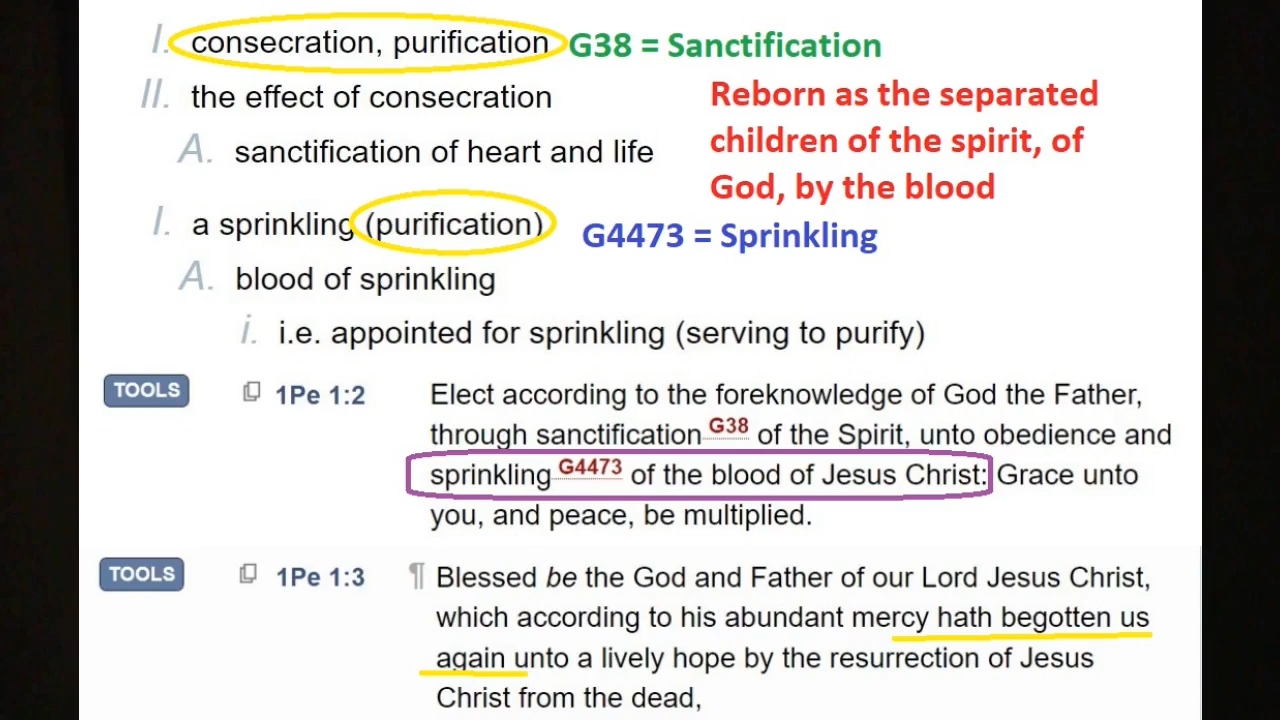 I. consecration, purification G38 = Sanctification
II. the effect of consecration
Reborn as the separated
children of the spirit, of
God, by the blood
A. sanctification of heart and life
I. a sprinkling (purification)
G4473 = Sprinkling
A. blood of sprinkling
i. i.e. appointed for sprinkling (serving to purify)
TOOLS 1Pe 1:2 Elect according to the foreknowledge of God the Father,
through sanctification G38 of the Spirit, unto obedience and
sprinkling G4473 of the blood of Jesus Christ: Grace unto
you, and peace, be multiplied.
TOOLS 1Pe 1:3 ¶ Blessed be the God and Father of our Lord Jesus Christ,
which according to his abundant mercy hath begotten us
again unto a lively hope by the resurrection of Jesus
Christ from the dead,